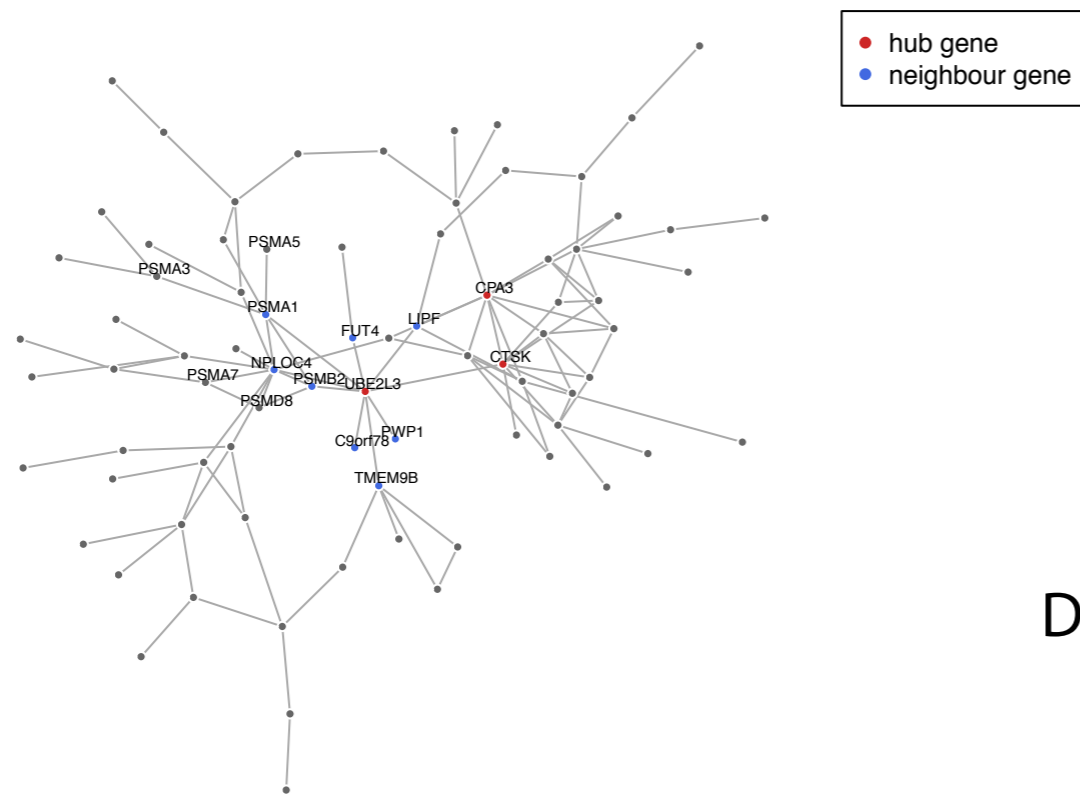 hub gene
neighbour gene
PSMA5
PSMA3
CPA3
PSMA1
LIPF
FUT4
CTSK
NPLOC4
PSMA7
PSMB2
UBE2L3
PSMD8
PWP1
C9orf78
TMEM9B
D